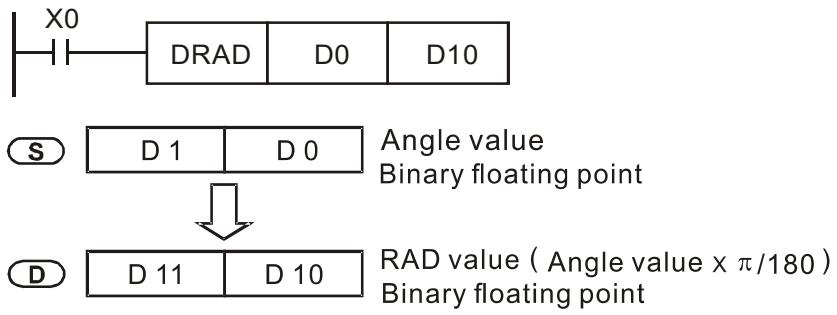 X0
DRAD D0 D10
S D 1 D 0 Angle value
Binary floating point
D D 11 D 10 RAD value ( Angle value x π/180 )
Binary floating point